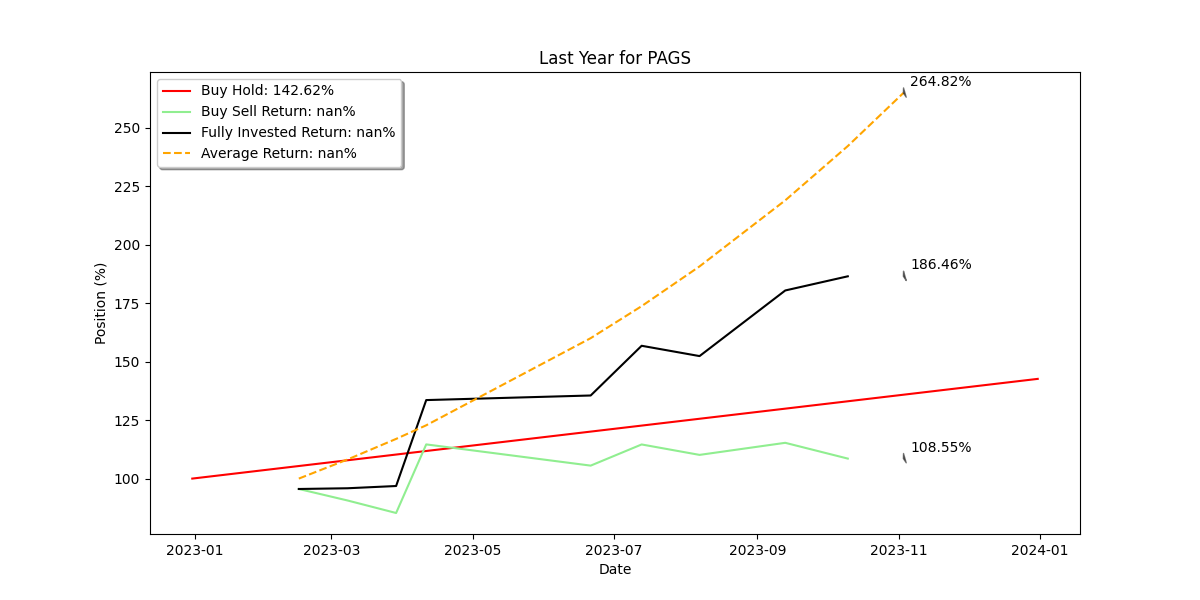 Last Year for PAGS
Buy Hold: 142.62%
Buy Sell Return: nan%
Fully Invested Return: nan%
Average Return: nan%
264.82%
186.46%
108.55%
Position (%)
250
225
200
175
150
125
100
2023-01
2023-03
2023-05
2023-07
2023-09
2023-11
2024-01
Date